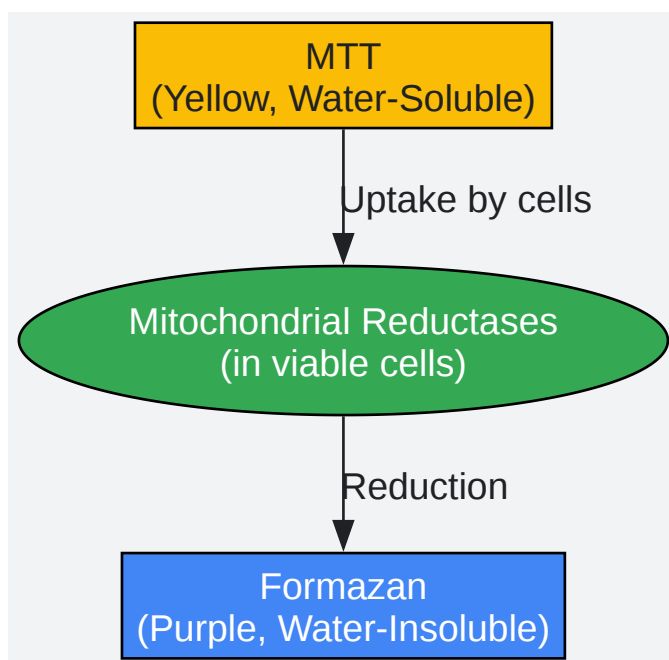 MTT
(Yellow, Water-Soluble)
Uptake by cells
Mitochondrial Reductases
(in viable cells)
Reduction
Formazan
(Purple, Water-Insoluble)